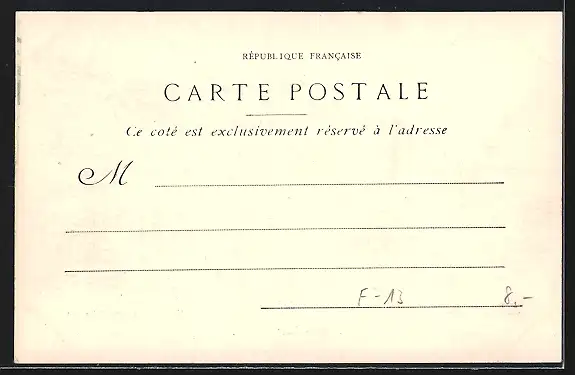 RÉPUBLIQUE FRANÇAISE
CARTE POSTALE
Ce coté est exclusivement réservé à l'adresse
M
F-13 8.-